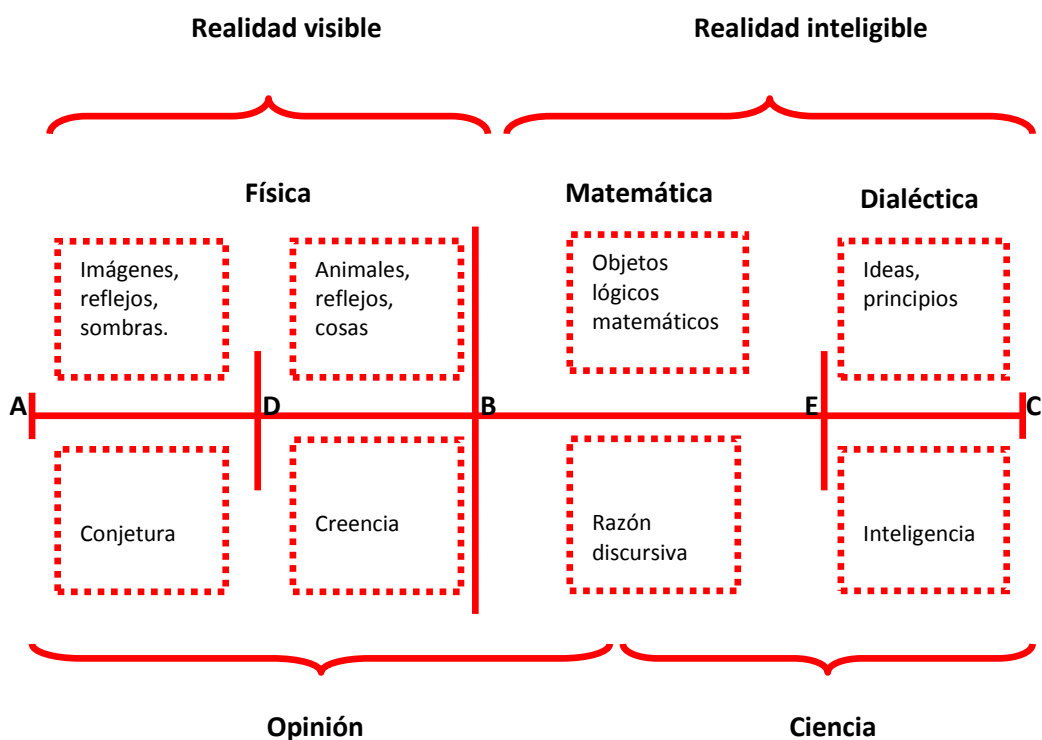 Realidad visible
Realidad inteligible
Física
Matemática
Dialéctica
Imágenes,
reflejos,
sombras.
Animales,
reflejos,
cosas
Objetos
lógicos
matemáticos
Ideas,
principios
A
D
B
E
C
Conjetura
Creencia
Razón
discursiva
Inteligencia
Opinión
Ciencia